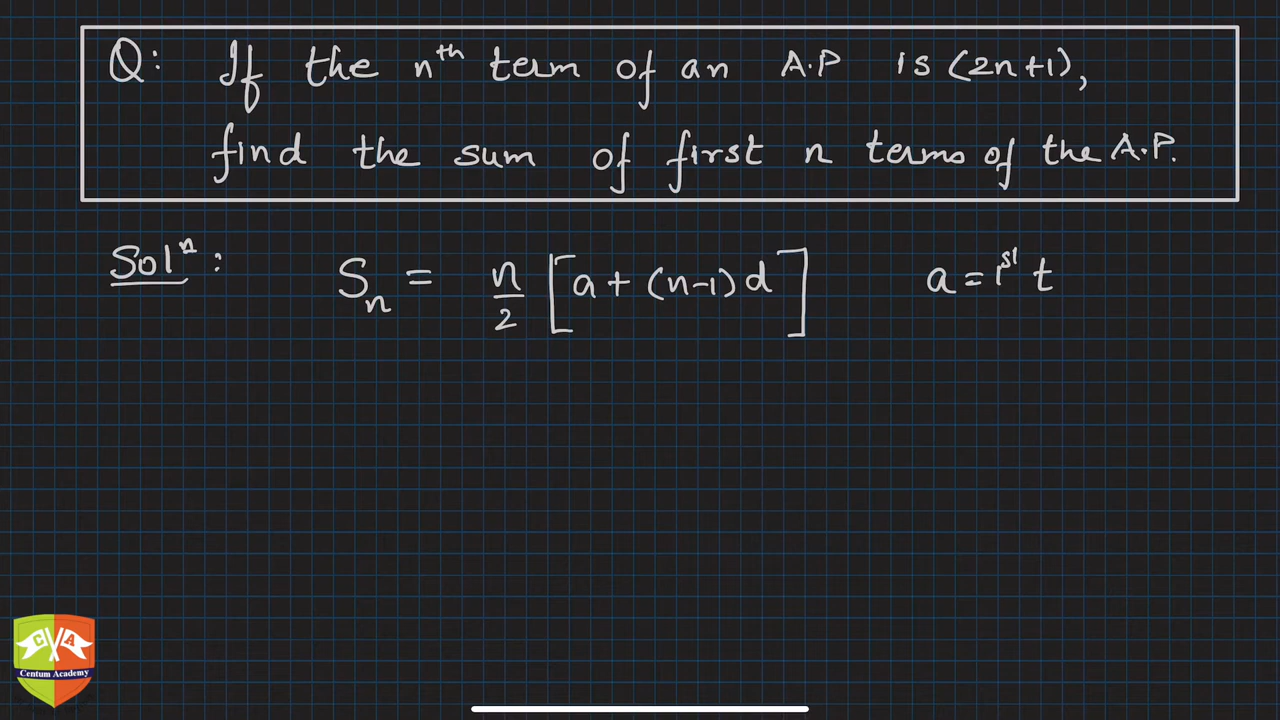 Q: If the nᵗʰ term of an A.P is (2n+1),
find the sum of first n terms of the A.P.
Solⁿ: Sₙ = n/2 [a + (n-1)d] a = 1ˢᵗ t
C A
Centum Academy